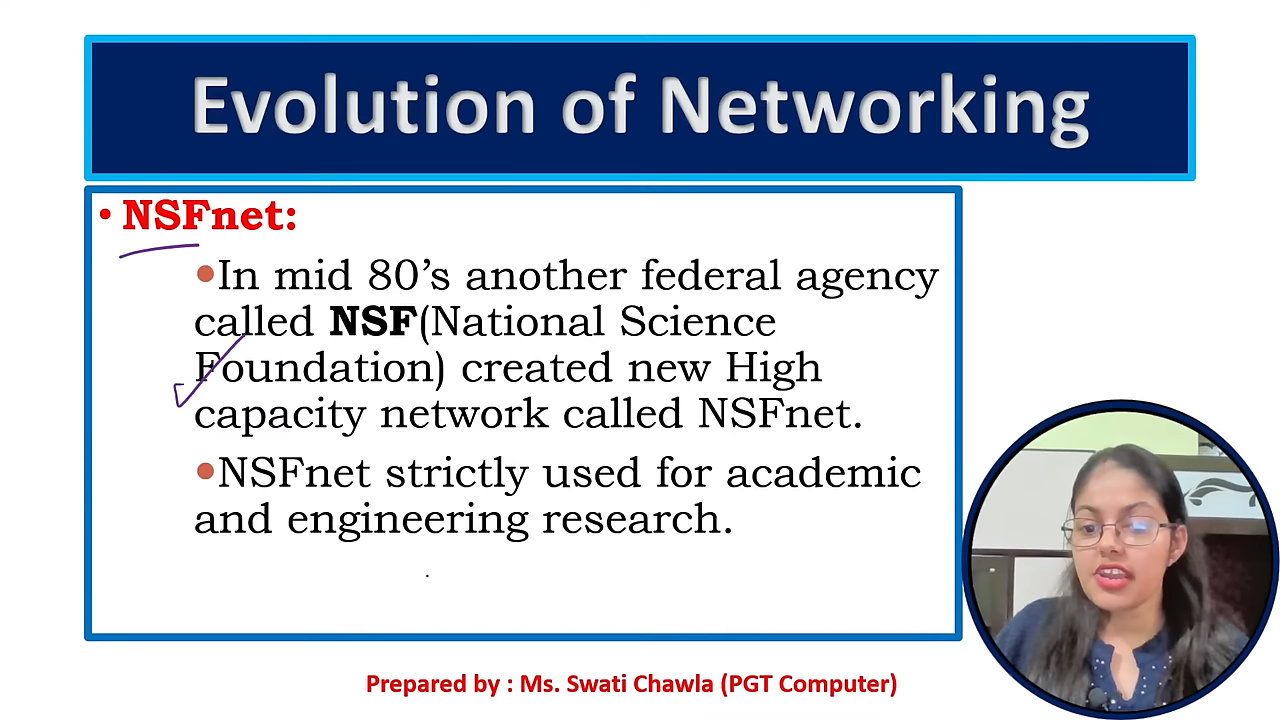 Evolution of Networking
• NSFnet:
•In mid 80’s another federal agency
called NSF(National Science
Foundation) created new High
capacity network called NSFnet.
•NSFnet strictly used for academic
and engineering research.
Prepared by : Ms. Swati Chawla (PGT Computer)